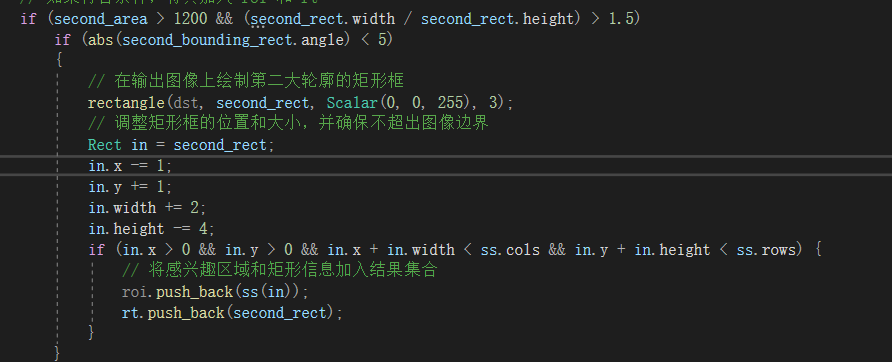 if (second_area > 1200 && (second_rect.width / second_rect.height) > 1.5)
if (abs(second_bounding_rect.angle) < 5)
{
// 在输出图像上绘制第二大轮廓的矩形框
rectangle(dst, second_rect, Scalar(0, 0, 255), 3);
// 调整矩形框的位置和大小，并确保不超出图像边界
Rect in = second_rect;
in.x -= 1;
in.y += 1;
in.width += 2;
in.height -= 4;
if (in.x > 0 && in.y > 0 && in.x + in.width < ss.cols && in.y + in.height < ss.rows) {
// 将感兴趣区域和矩形信息加入结果集合
roi.push_back(ss(in));
rt.push_back(second_rect);
}
}